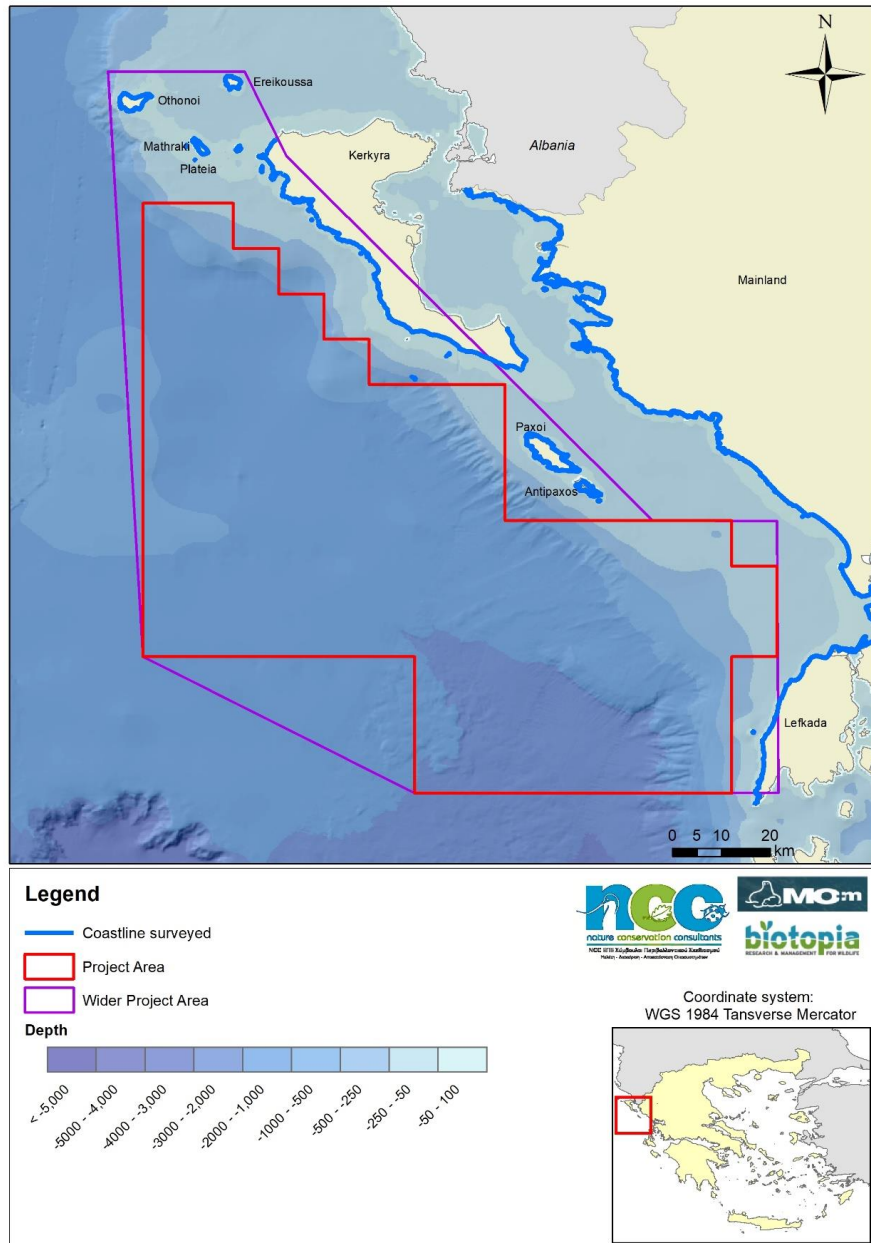 N
Ereikoussa
Othonoi
Mathraki
Plateia
Kerkyra
Albania
Mainland
Paxoi
Antipaxos
Lefkada
0 5 10 20
km
Legend
Coastline surveyed
Project Area
Wider Project Area
Depth
< -5,000
-5000 - -4,000
-4000 - -3,000
-3000 - -2,000
-2000 - -1,000
-1000 - -500
-500 - -250
-250 - -50
-50 - 100
ncc
nature conservation consultants
MO:m
biotopia
RESEARCH & MANAGEMENT FOR WILDLIFE
Coordinate system:
WGS 1984 Tansverse Mercator